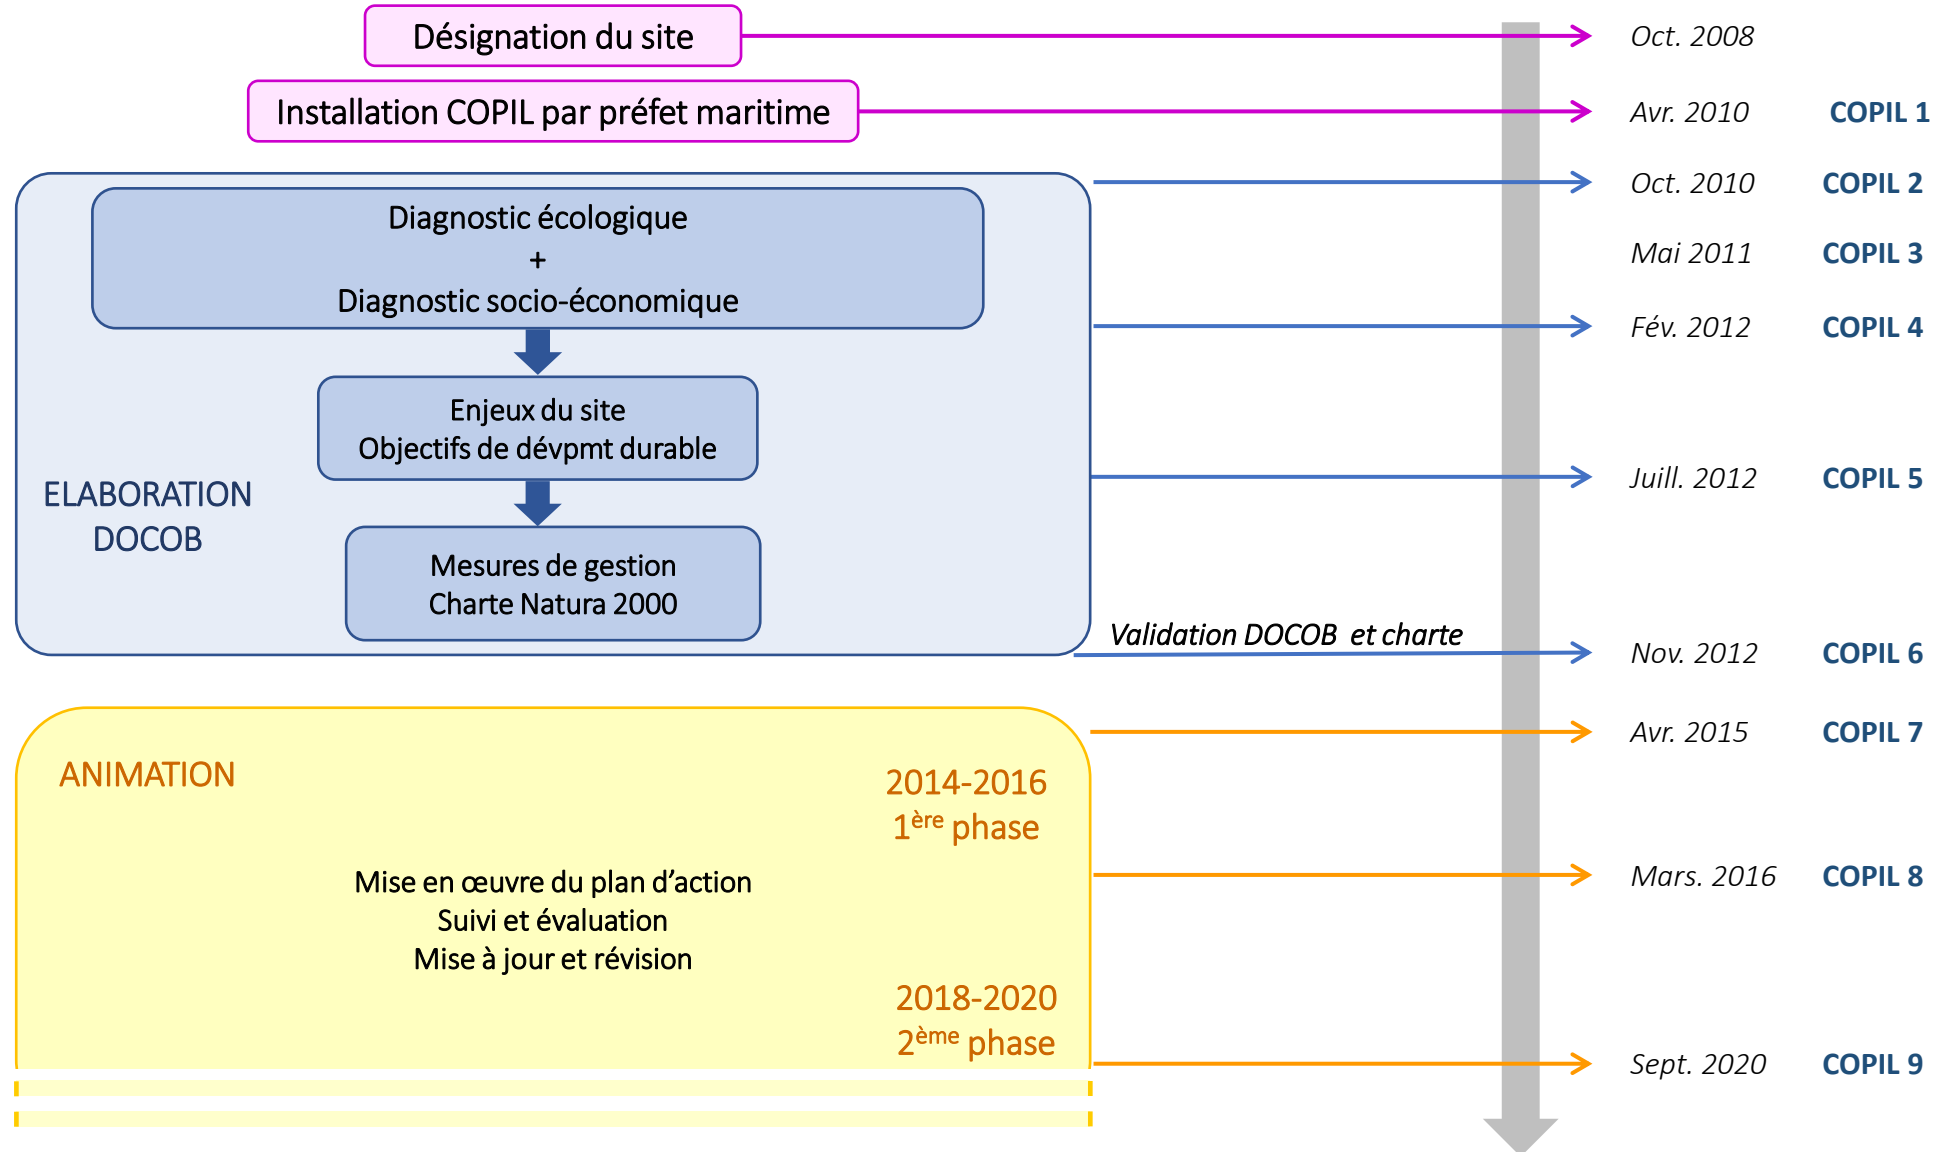 Désignation du site
Oct. 2008
Installation COPIL par préfet maritime
Avr. 2010
COPIL 1
Oct. 2010
COPIL 2
Diagnostic écologique
+
Diagnostic socio-économique
Mai 2011
COPIL 3
Fév. 2012
COPIL 4
Enjeux du site
Objectifs de dévpmt durable
Juill. 2012
COPIL 5
ELABORATION
DOCOB
Mesures de gestion
Charte Natura 2000
Validation DOCOB et charte
Nov. 2012
COPIL 6
Avr. 2015
COPIL 7
ANIMATION
2014-2016
1ère phase
Mise en œuvre du plan d’action
Suivi et évaluation
Mise à jour et révision
Mars. 2016
COPIL 8
2018-2020
2ème phase
Sept. 2020
COPIL 9